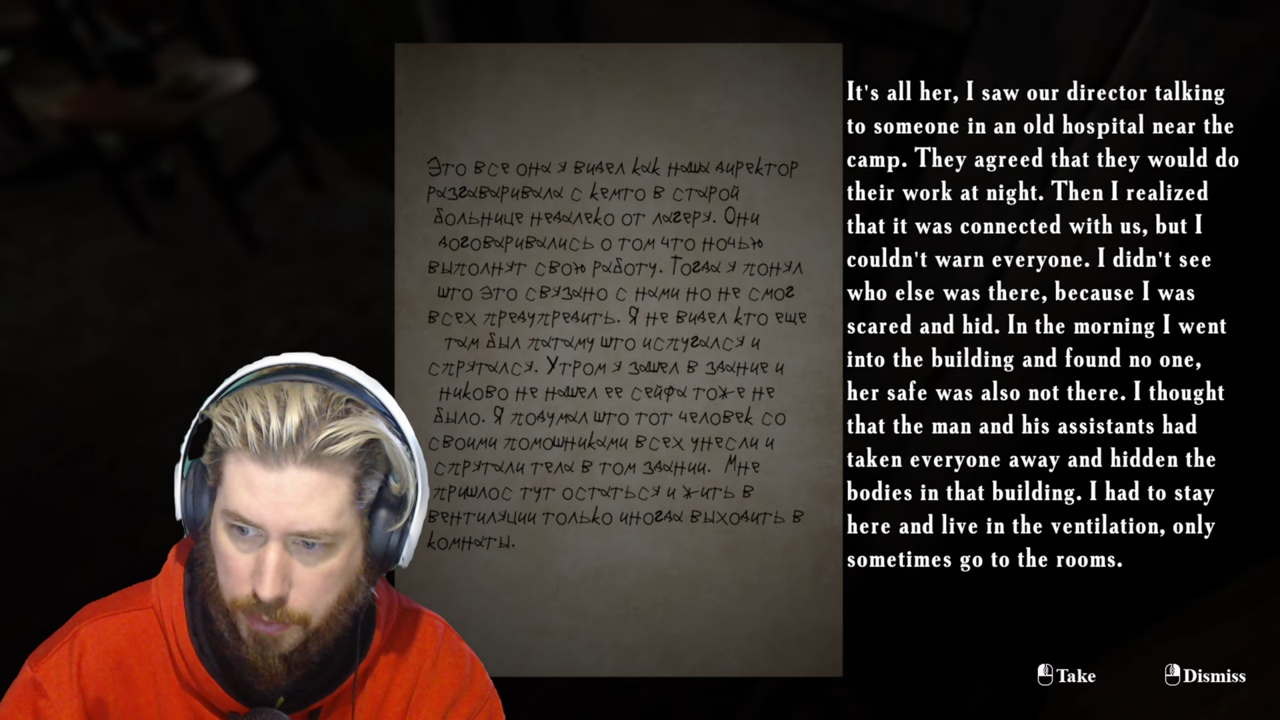 Это все она я видел как наша директор
разгаваривала с кемто в старой
больнице недалеко от лагеря. Они
договаривались о том что ночью
выполнят свою работу. Тогда я понял
што это связано с нами но не смог
всех предупредить. Я не видел кто еще
там был патаму што испугался и
спрятался. Утром я зашел в здание и
никово не нашел ее сейфа тоже не
было. Я подумал што тот человек со
своими помошниками всех унесли и
спрятали тела в том здании. Мне
пришлос тут остаться и жить в
вентиляции только иногда выходить в
комнаты.
It's all her, I saw our director talking
to someone in an old hospital near the
camp. They agreed that they would do
their work at night. Then I realized
that it was connected with us, but I
couldn't warn everyone. I didn't see
who else was there, because I was
scared and hid. In the morning I went
into the building and found no one,
her safe was also not there. I thought
that the man and his assistants had
taken everyone away and hidden the
bodies in that building. I had to stay
here and live in the ventilation, only
sometimes go to the rooms.
Take Dismiss